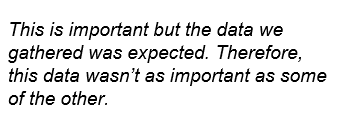 This is important but the data we
gathered was expected. Therefore,
this data wasn’t as important as some
of the other.